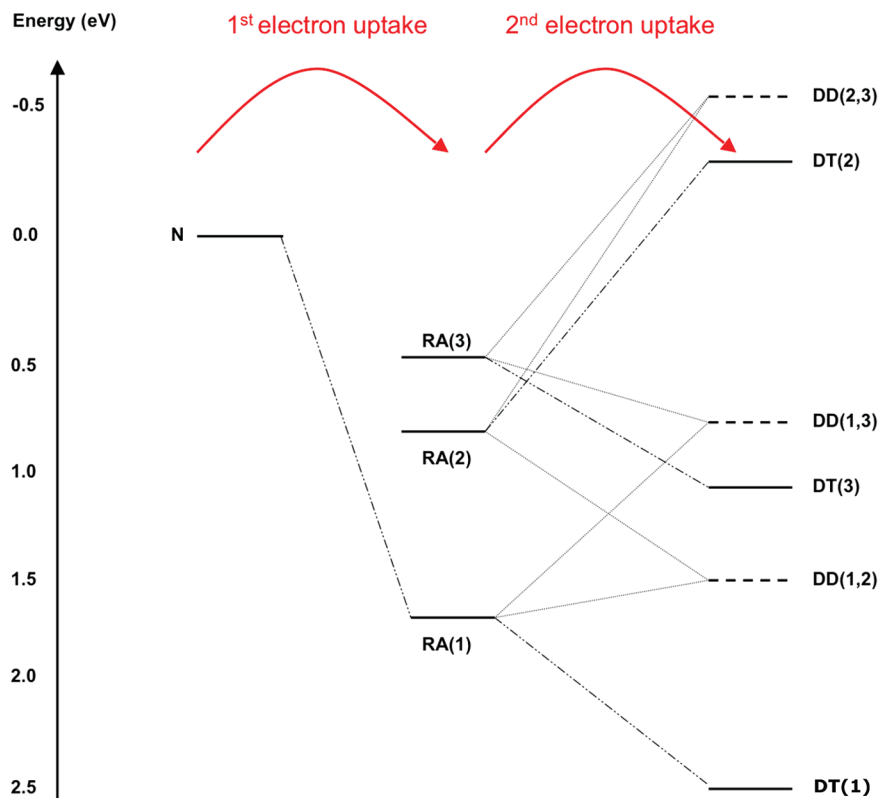 Energy (eV)
1st electron uptake
2nd electron uptake
-0.5
DD(2,3)
DT(2)
0.0
N
RA(3)
0.5
DD(1,3)
RA(2)
1.0
DT(3)
1.5
DD(1,2)
RA(1)
2.0
2.5
DT(1)